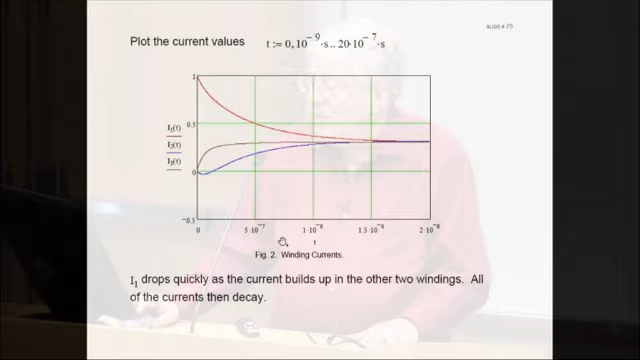 SLIDE # 75
Plot the current values t := 0, 10⁻⁹·s .. 20·10⁻⁷·s
1
0.5
0
−0.5
I₁(t)
I₂(t)
I₃(t)
0 5·10⁻⁷ 1·10⁻⁶ 1.5·10⁻⁶ 2·10⁻⁶
t
Fig. 2. Winding Currents.
I₁ drops quickly as the current builds up in the other two windings. All
of the currents then decay.